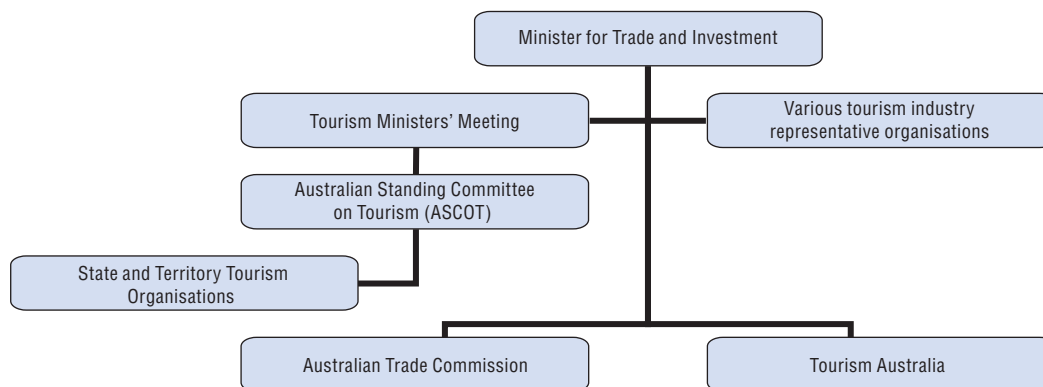 Minister for Trade and Investment
Tourism Ministers’ Meeting
Various tourism industry
representative organisations
Australian Standing Committee
on Tourism (ASCOT)
State and Territory Tourism
Organisations
Australian Trade Commission
Tourism Australia